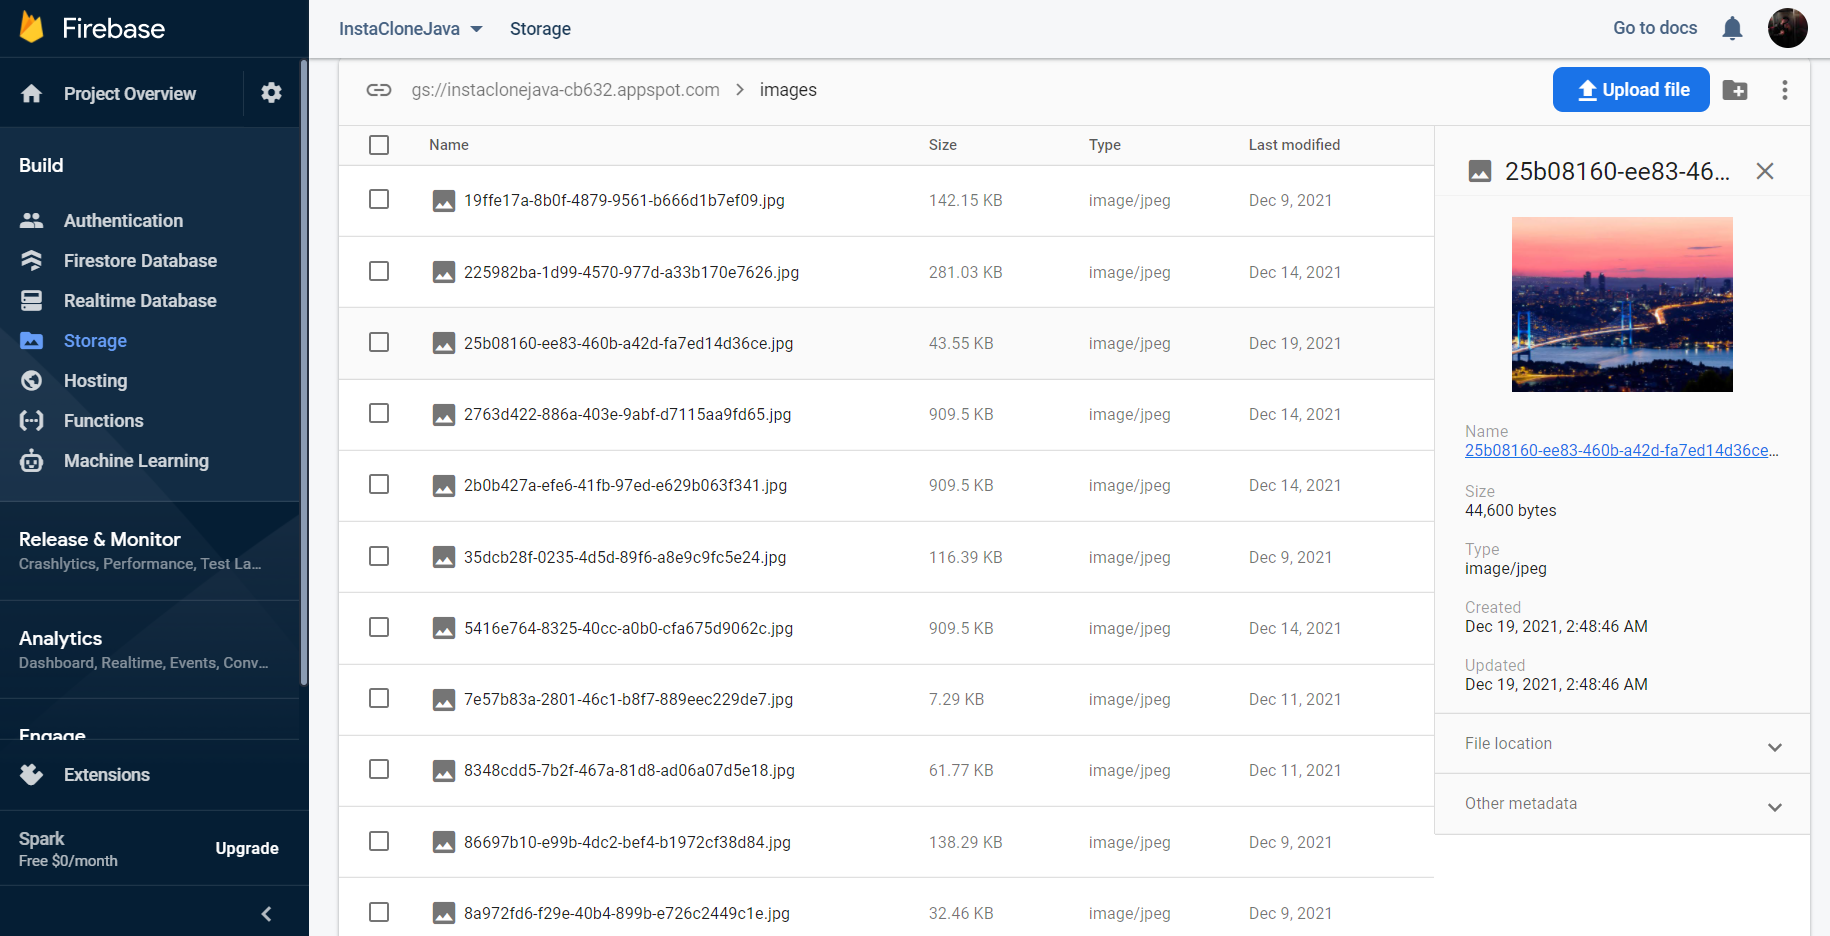 Firebase
InstaCloneJava
Storage
Go to docs
Project Overview
Build
Authentication
Firestore Database
Realtime Database
Storage
Hosting
Functions
Machine Learning
Release & Monitor
Crashlytics, Performance, Test La...
Analytics
Dashboard, Realtime, Events, Conv...
Engage
Extensions
Spark
Free $0/month
Upgrade
gs://instaclonejava-cb632.appspot.com > images
Upload file
Name Size Type Last modified
19ffe17a-8b0f-4879-9561-b666d1b7ef09.jpg 142.15 KB image/jpeg Dec 9, 2021
225982ba-1d99-4570-977d-a33b170e7626.jpg 281.03 KB image/jpeg Dec 14, 2021
25b08160-ee83-460b-a42d-fa7ed14d36ce.jpg 43.55 KB image/jpeg Dec 19, 2021
2763d422-886a-403e-9abf-d7115aa9fd65.jpg 909.5 KB image/jpeg Dec 14, 2021
2b0b427a-efe6-41fb-97ed-e629b063f341.jpg 909.5 KB image/jpeg Dec 14, 2021
35dcb28f-0235-4d5d-89f6-a8e9c9fc5e24.jpg 116.39 KB image/jpeg Dec 9, 2021
5416e764-8325-40cc-a0b0-cfa675d9062c.jpg 909.5 KB image/jpeg Dec 14, 2021
7e57b83a-2801-46c1-b8f7-889eec229de7.jpg 7.29 KB image/jpeg Dec 11, 2021
8348cdd5-7b2f-467a-81d8-ad06a07d5e18.jpg 61.77 KB image/jpeg Dec 11, 2021
86697b10-e99b-4dc2-bef4-b1972cf38d84.jpg 138.29 KB image/jpeg Dec 9, 2021
8a972fd6-f29e-40b4-899b-e726c2449c1e.jpg 32.46 KB image/jpeg Dec 9, 2021
25b08160-ee83-46...
Name
25b08160-ee83-460b-a42d-fa7ed14d36ce...
Size
44,600 bytes
Type
image/jpeg
Created
Dec 19, 2021, 2:48:46 AM
Updated
Dec 19, 2021, 2:48:46 AM
File location
Other metadata